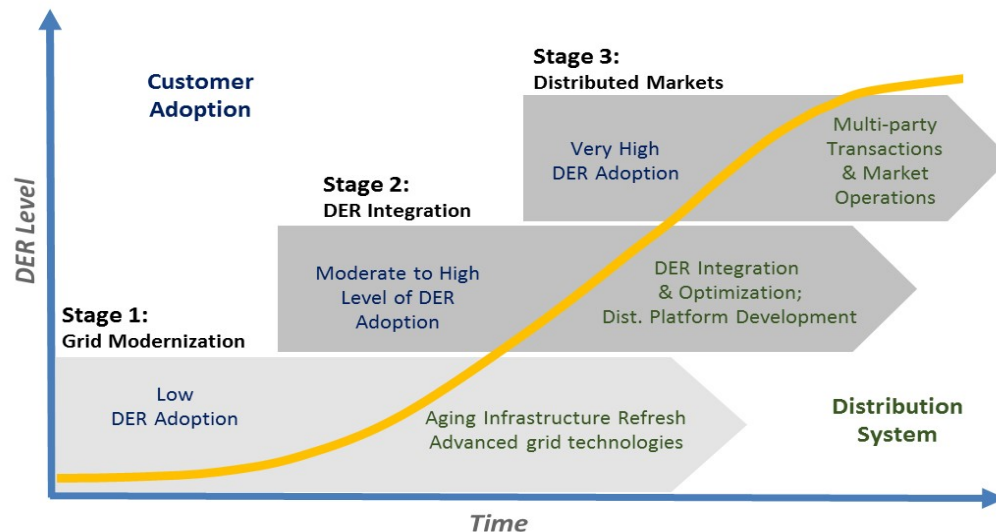 Customer
Adoption
Stage 3:
Distributed Markets
Very High
DER Adoption
Multi-party
Transactions
& Market
Operations
Stage 2:
DER Integration
Moderate to High
Level of DER
Adoption
DER Integration
& Optimization;
Dist. Platform Development
Stage 1:
Grid Modernization
Low
DER Adoption
Aging Infrastructure Refresh
Advanced grid technologies
Distribution
System
DER Level
Time